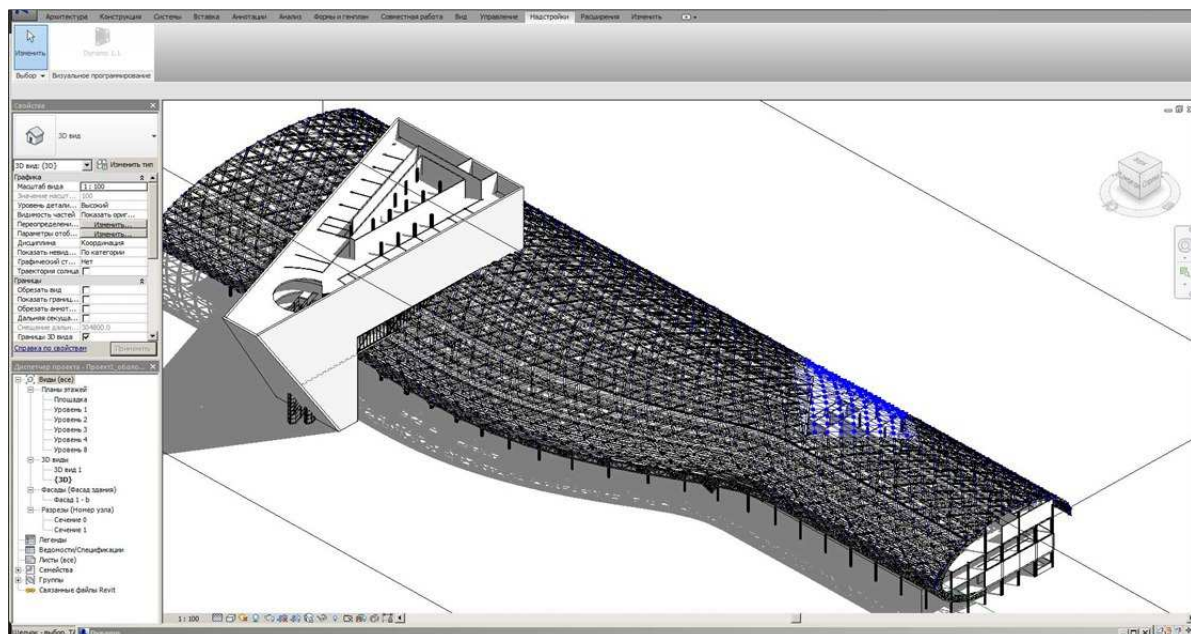 Архитектура Конструкция Системы Вставка Аннотации Анализ Формы и генплан Совместная работа Вид Управление Надстройки Расширения Изменить
Изменить
Выбор Визуальное программирование
Свойства
3D вид
3D вид: {3D} Изменить тип
Графика
Масштаб вида 1 : 100
Значение масшт... 100
Уровень детали... Высокий
Видимость частей Показать ориг...
Переопределени... Изменить...
Параметры отоб... Изменить...
Дисциплина Координация
Показать невид... По категории
Графический ст... Нет
Траектория солнца
Границы
Обрезать вид
Показать границ...
Обрезать аннот...
Дальняя секуща...
Смещение дальн... 304800.0
Границы 3D вида
Справка по свойствам Применить
Виды (все)
Планы этажей
Площадка
Уровень 1
Уровень 2
Уровень 3
Уровень 4
Уровень 8
3D виды
3D вид 1
{3D}
Фасады (Фасад здания)
Фасад 1 - b
Разрезы (Номер узла)
Сечение 0
Сечение 1
Легенды
Ведомости/Спецификации
Листы (все)
Семейства
Группы
Связанные файлы Revit
1 : 100